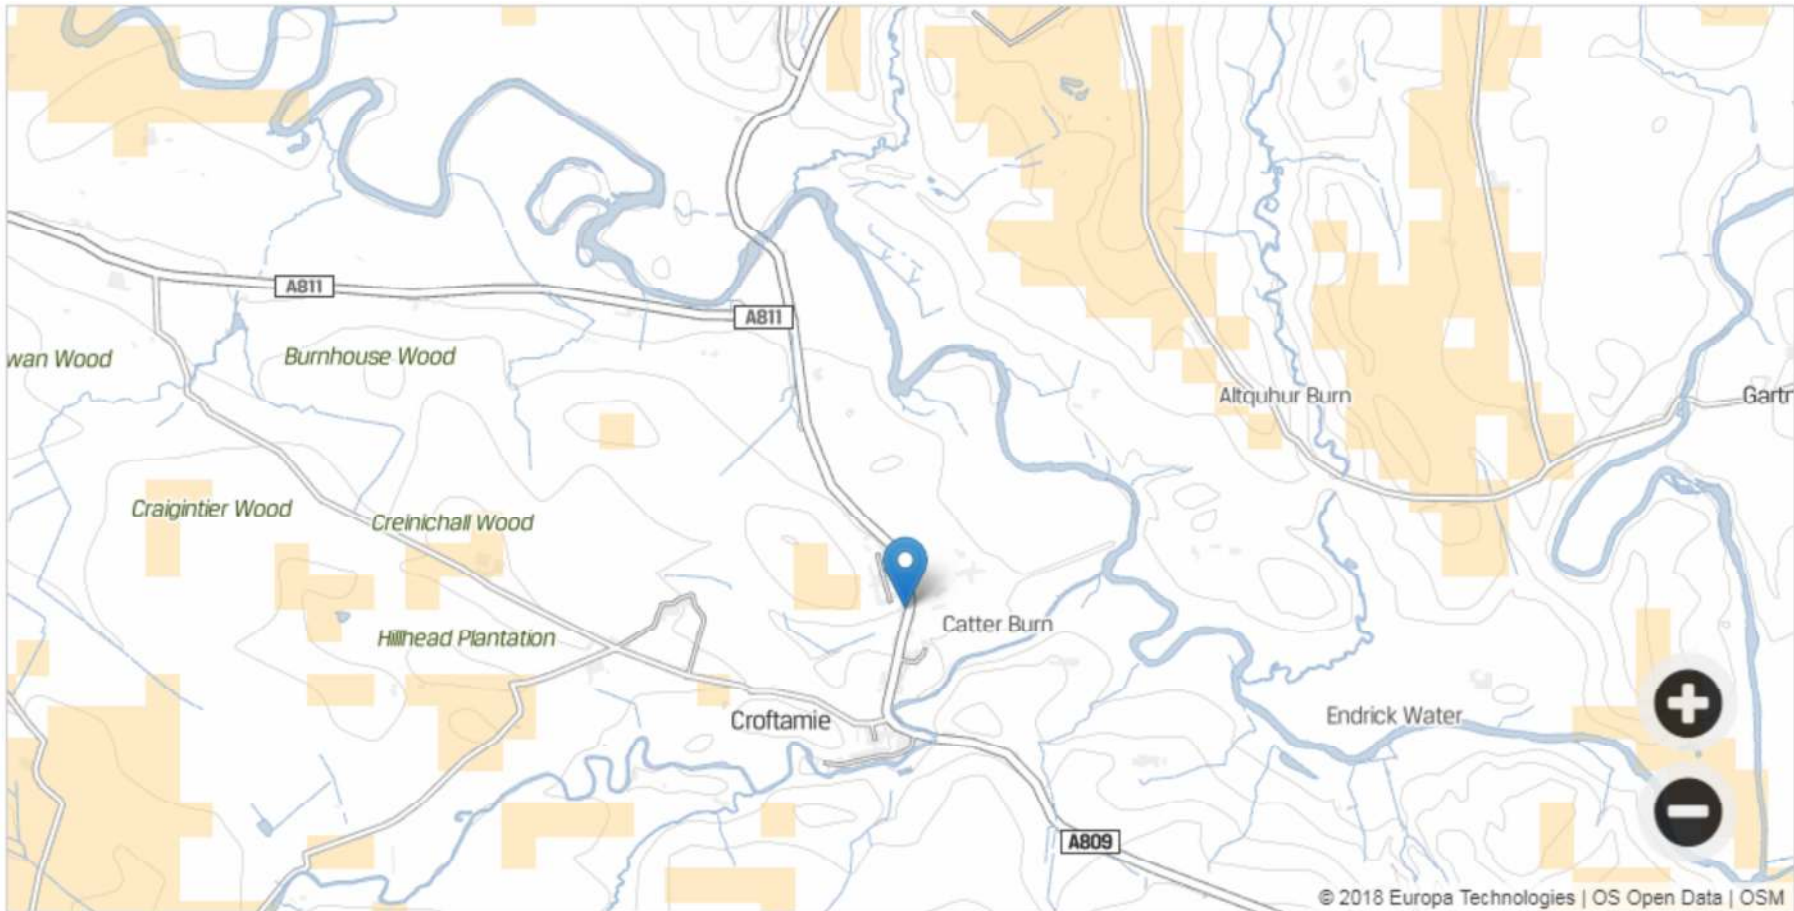 A811
A811
wan Wood
Burnhouse Wood
Altquhur Burn
Gartr
Craigintier Wood
Crelnichall Wood
Catter Burn
Hillhead Plantation
Croftamie
Endrick Water
A809
© 2018 Europa Technologies | OS Open Data | OSM